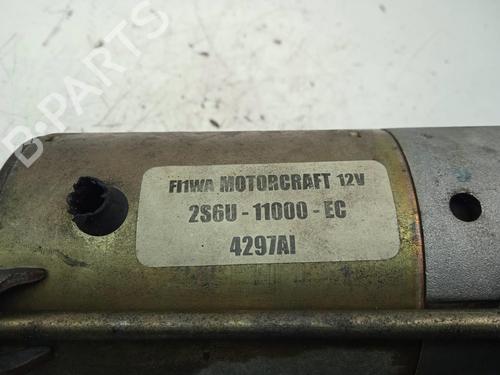 B-PARTS
FI1WA MOTORCRAFT 12V
2S6U - 11000 - EC
4297AI